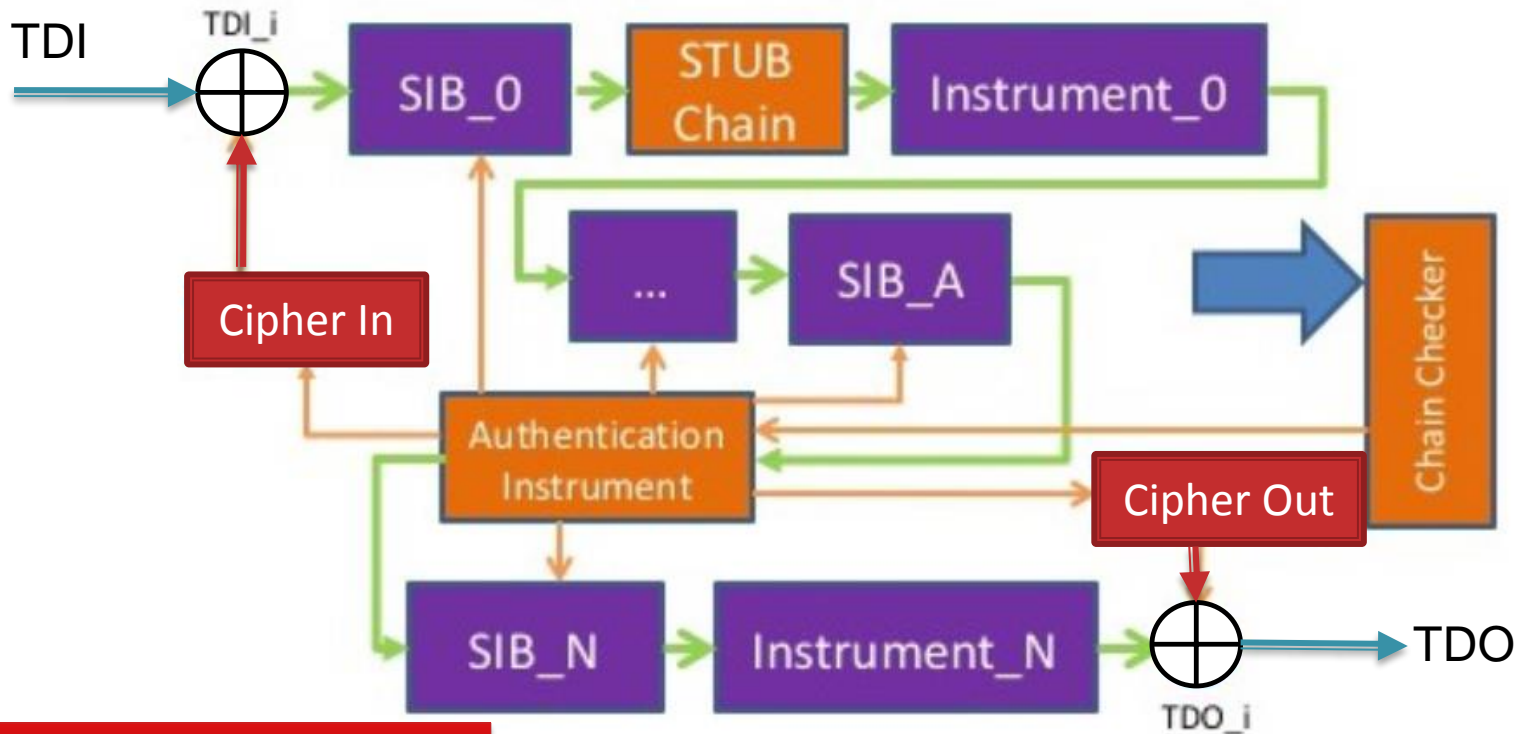 TDI
TDI_i
SIB_0
STUB
Chain
Instrument_0
...
SIB_A
Cipher In
Authentication
Instrument
Chain Checker
Cipher Out
SIB_N
Instrument_N
TDO
TDO_i